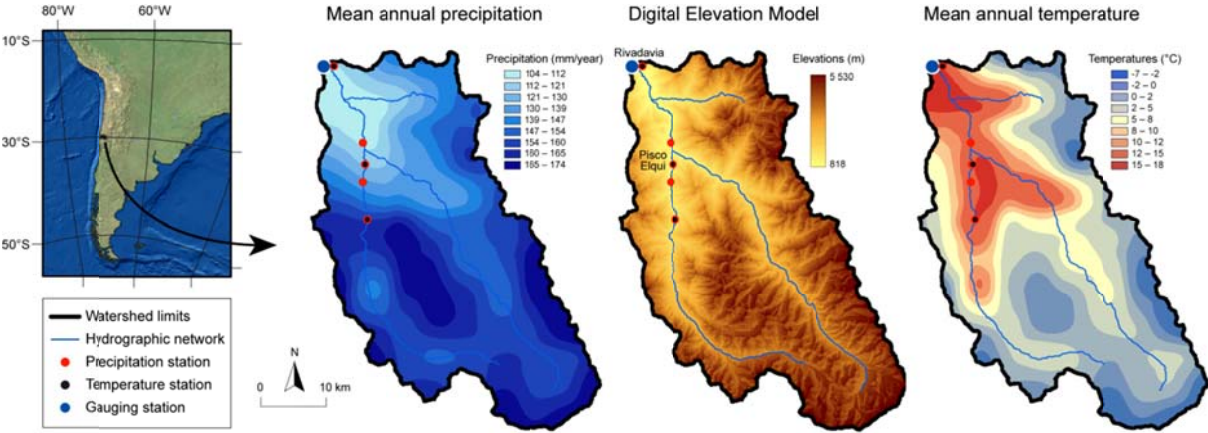 Mean annual precipitation
Digital Elevation Model
Mean annual temperature
80°W
60°W
10°S
30°S
50°S
Precipitation (mm/year)
104 – 112
112 – 121
121 – 130
130 – 139
139 – 147
147 – 154
154 – 160
160 – 165
165 – 174
Rivadavia
Pisco
Elqui
Elevations (m)
5 530
818
Temperatures (°C)
-7 – -2
-2 – 0
0 – 2
2 – 5
5 – 8
8 – 10
10 – 12
12 – 15
15 – 18
Watershed limits
Hydrographic network
Precipitation station
Temperature station
Gauging station
N
0 10 km